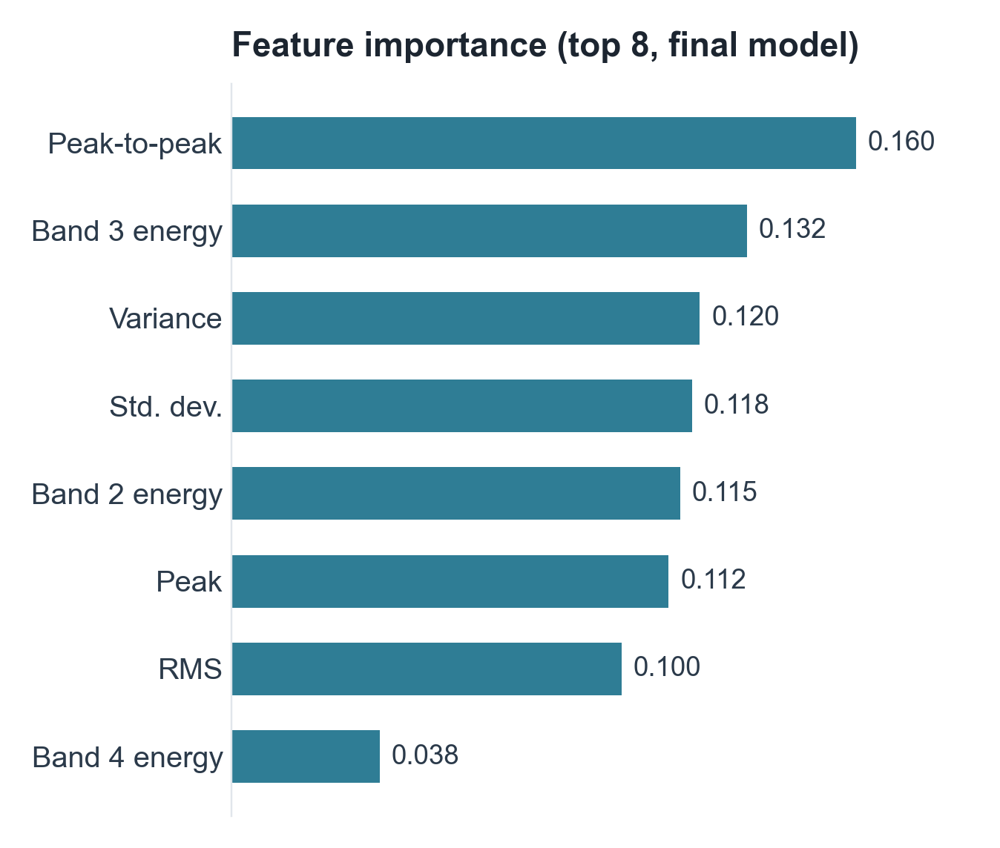 Feature importance (top 8, final model)
Peak-to-peak 0.160
Band 3 energy 0.132
Variance 0.120
Std. dev. 0.118
Band 2 energy 0.115
Peak 0.112
RMS 0.100
Band 4 energy 0.038